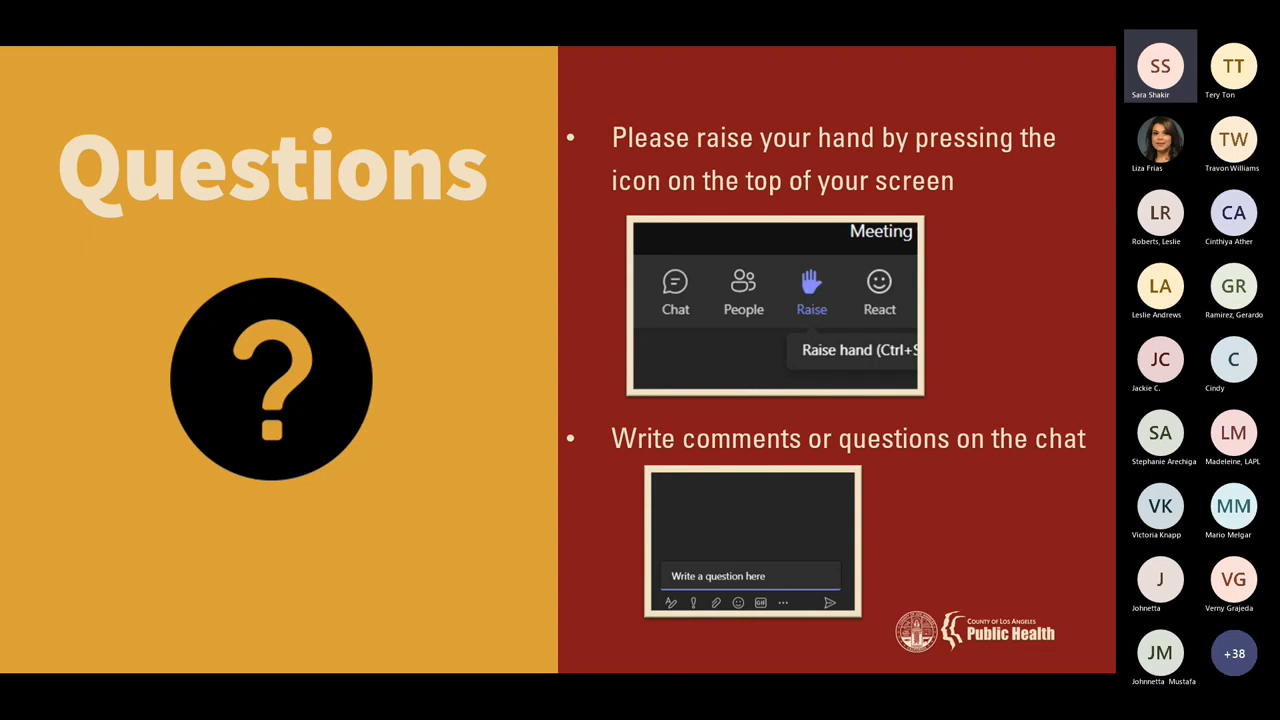 Questions
?
• Please raise your hand by pressing the
icon on the top of your screen
Meeting
Chat People Raise React
Raise hand (Ctrl+S
• Write comments or questions on the chat
Write a question here
GIF
COUNTY OF LOS ANGELES
Public Health
SS TT
Sara Shakir Tery Ton
TW
Liza Frias Travon Williams
LR CA
Roberts, Leslie Cinthiya Ather
LA GR
Leslie Andrews Ramirez, Gerardo
JC C
Jackie C. Cindy
SA LM
Stephanie Arechiga Madeleine, LAPL
VK MM
Victoria Knapp Mario Melgar
J VG
Johnetta Verny Grajeda
JM +38
Johnnetta Mustafa